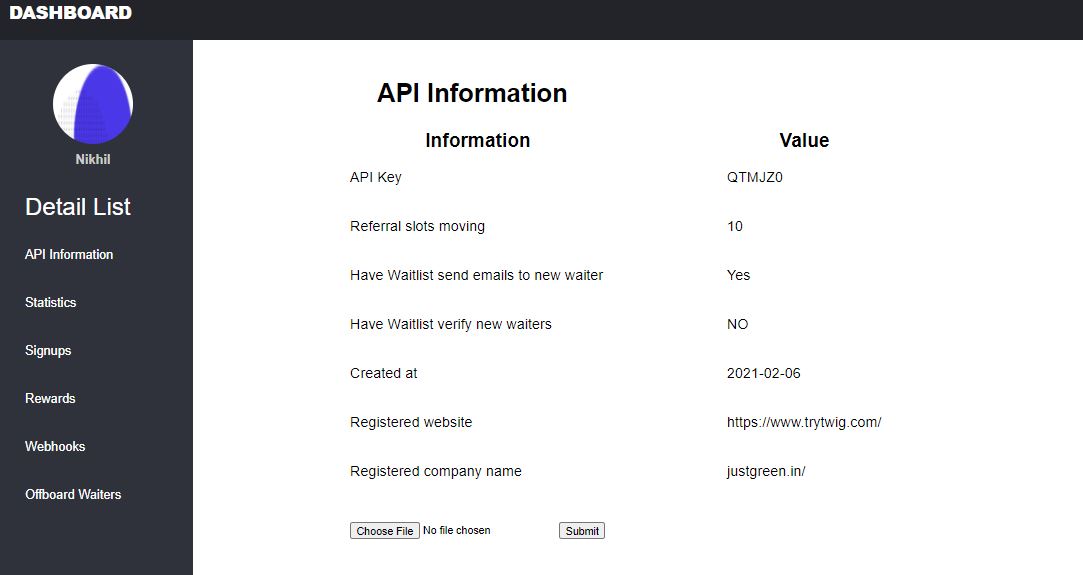 DASHBOARD
Nikhil
Detail List
API Information
Statistics
Signups
Rewards
Webhooks
Offboard Waiters
API Information
Information Value
API Key QTMJZ0
Referral slots moving 10
Have Waitlist send emails to new waiter Yes
Have Waitlist verify new waiters NO
Created at 2021-02-06
Registered website https://www.trytwig.com/
Registered company name justgreen.in/
Choose File No file chosen Submit